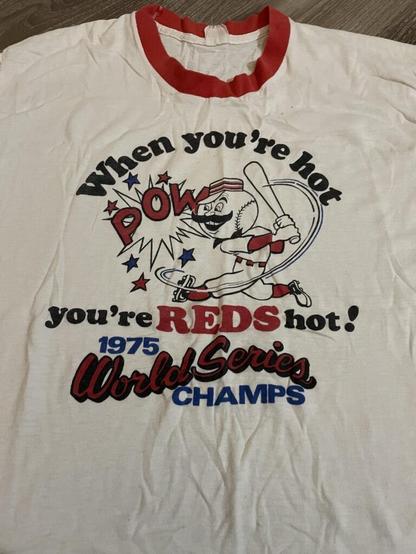 When you're hot
POW
you're REDS hot!
1975
World Series
CHAMPS